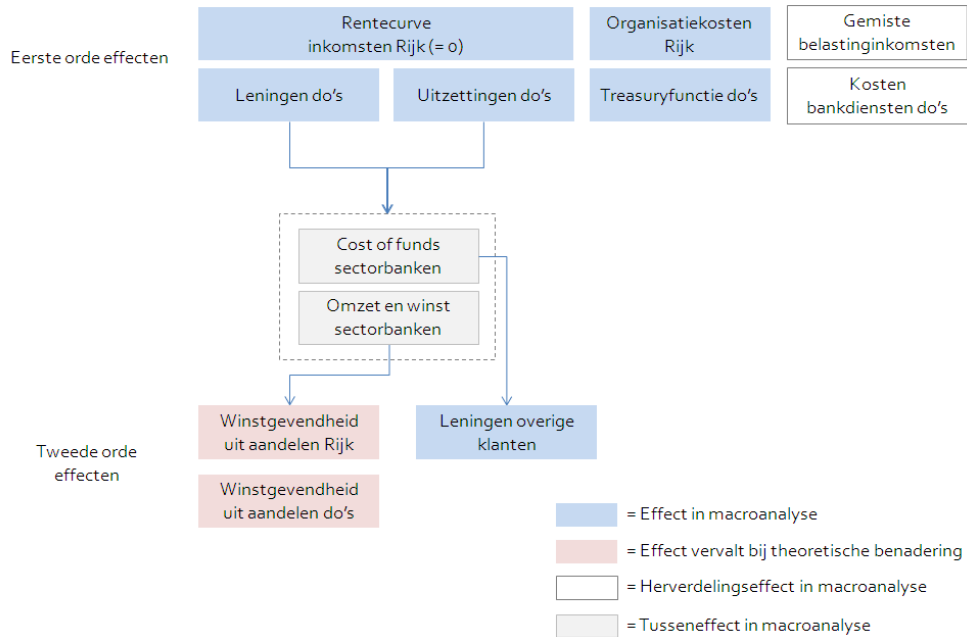 Eerste orde effecten
Rentecurve
inkomsten Rijk (= 0)
Organisatiekosten
Rijk
Gemiste
belastinginkomsten
Leningen do's
Uitzettingen do's
Treasuryfunctie do's
Kosten
bankdiensten do's
Cost of funds
sectorbanken
Omzet en winst
sectorbanken
Tweede orde
effecten
Winstgevendheid
uit aandelen Rijk
Leningen overige
klanten
Winstgevendheid
uit aandelen do's
= Effect in macroanalyse
= Effect vervalt bij theoretische benadering
= Herverdelingseffect in macroanalyse
= Tusseneffect in macroanalyse